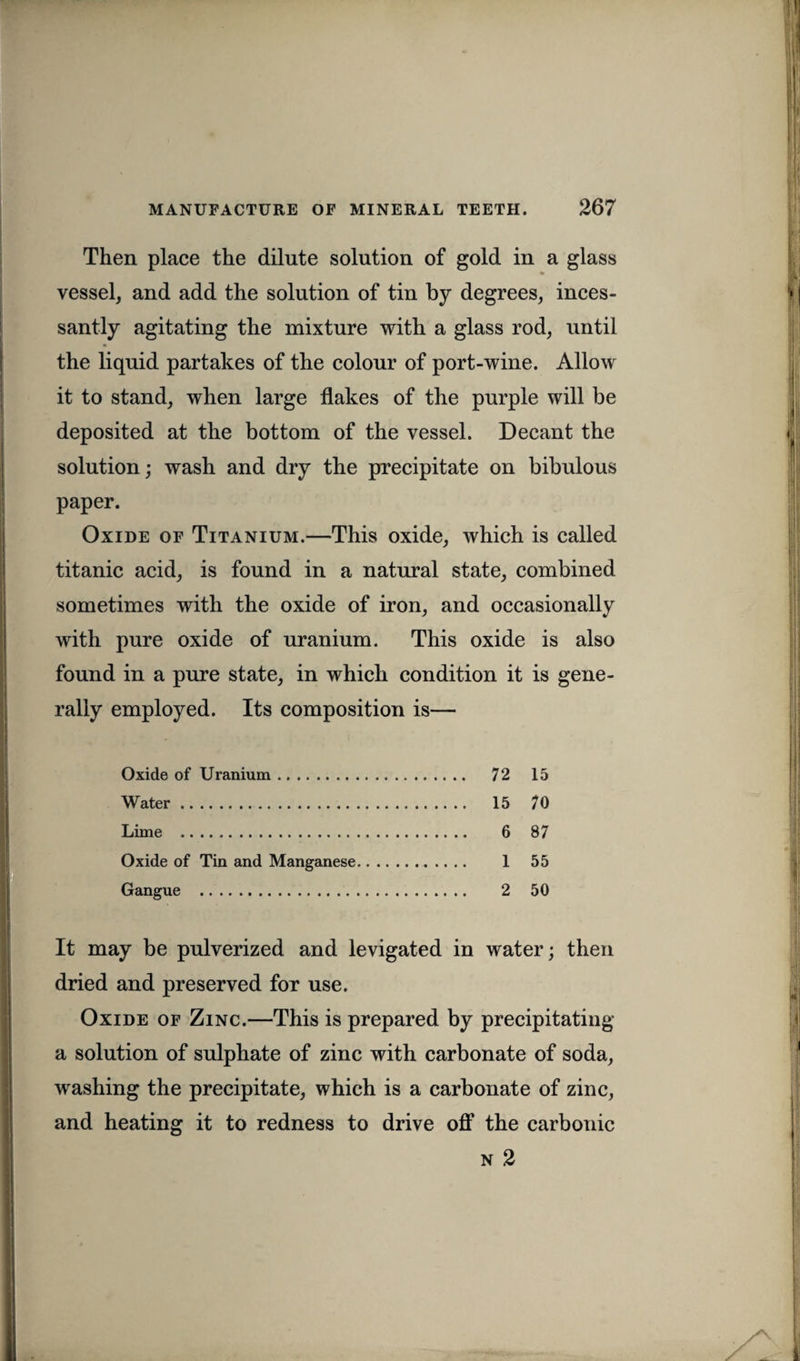 MANUFACTURE OF MINERAL TEETH. 267
Then place the dilute solution of gold in a glass
vessel, and add the solution of tin by degrees, inces-
santly agitating the mixture with a glass rod, until
the liquid partakes of the colour of port-wine. Allow
it to stand, when large flakes of the purple will be
deposited at the bottom of the vessel. Decant the
solution; wash and dry the precipitate on bibulous
paper.
Oxide of Titanium.—This oxide, which is called
titanic acid, is found in a natural state, combined
sometimes with the oxide of iron, and occasionally
with pure oxide of uranium. This oxide is also
found in a pure state, in which condition it is gene-
rally employed. Its composition is—
Oxide of Uranium .................... 72 15
Water .............................. 15 70
Lime .............................. 6 87
Oxide of Tin and Manganese............ 1 55
Gangue ............................ 2 50
It may be pulverized and levigated in water; then
dried and preserved for use.
Oxide of Zinc.—This is prepared by precipitating
a solution of sulphate of zinc with carbonate of soda,
washing the precipitate, which is a carbonate of zinc,
and heating it to redness to drive off the carbonic
N 2